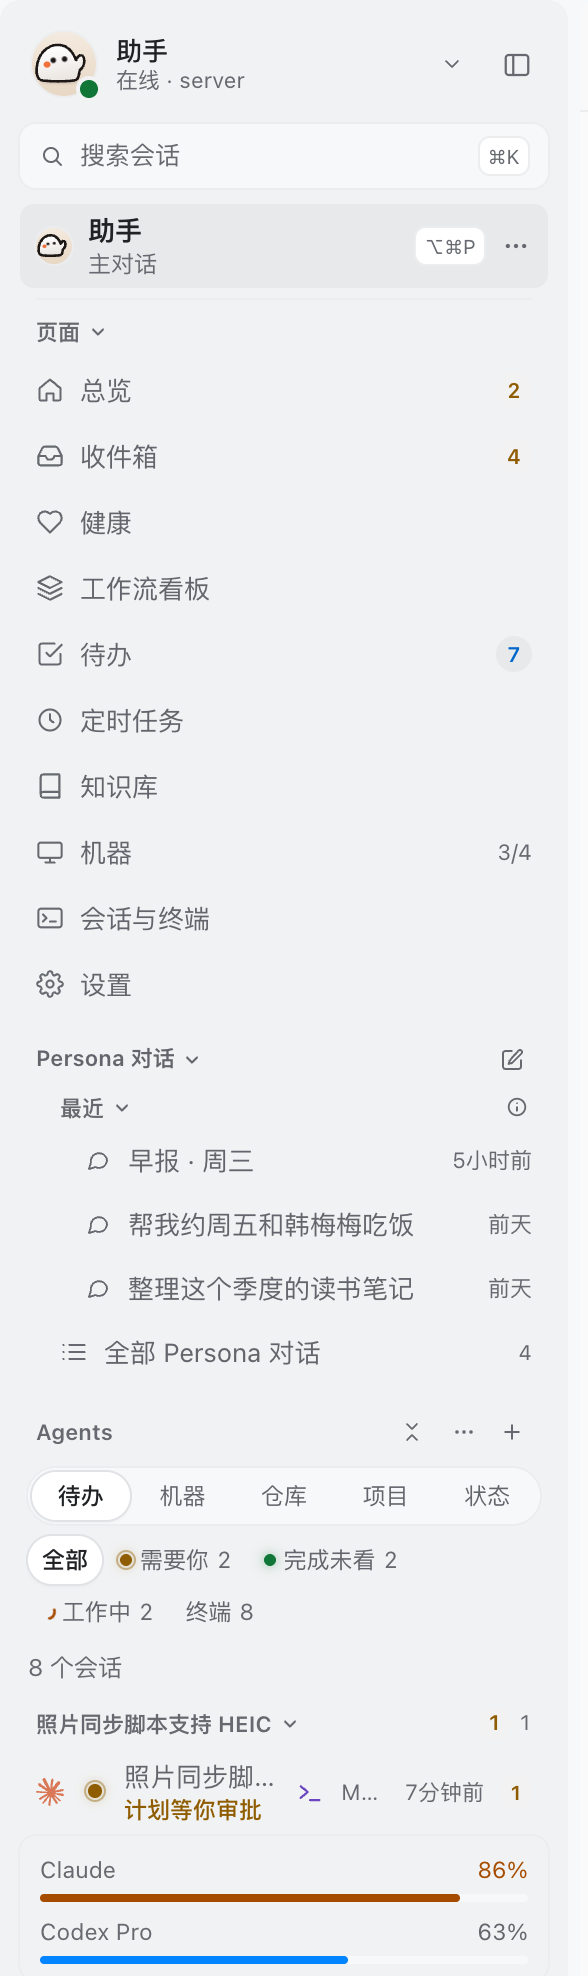 助手
在线 · server
搜索会话 ⌘K
助手
主对话 ⌥⌘P
页面
总览 2
收件箱 4
健康
工作流看板
待办 7
定时任务
知识库
机器 3/4
会话与终端
设置
Persona 对话
最近
早报 · 周三 5小时前
帮我约周五和韩梅梅吃饭 前天
整理这个季度的读书笔记 前天
全部 Persona 对话 4
Agents
待办 机器 仓库 项目 状态
全部 需要你 2 完成未看 2
工作中 2 终端 8
8 个会话
照片同步脚本支持 HEIC 1 1
照片同步脚... M... 7分钟前 1
计划等你审批
Claude 86%
Codex Pro 63%